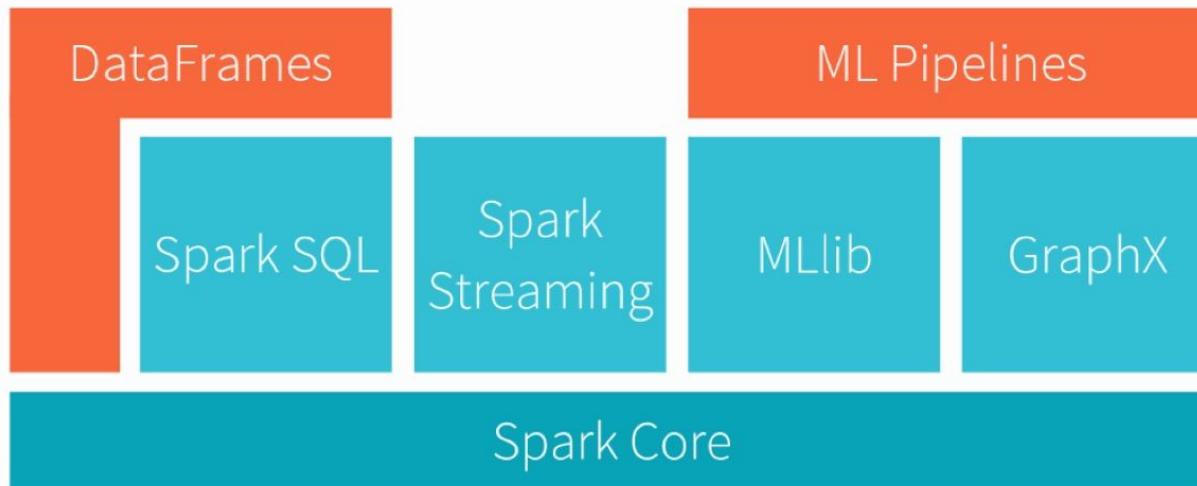 DataFrames
ML Pipelines
Spark SQL
Spark
Streaming
MLlib
GraphX
Spark Core